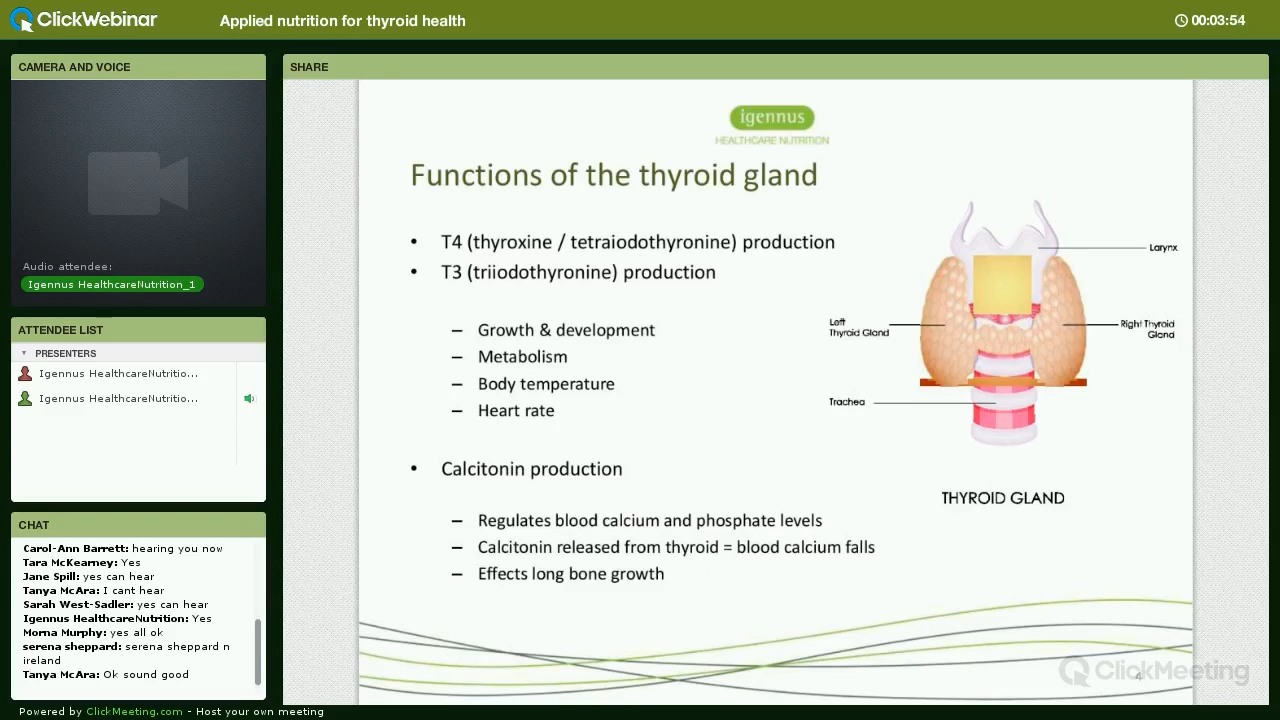 ClickWebinar
Applied nutrition for thyroid health
00:03:54
CAMERA AND VOICE
Audio attendee:
Igennus HealthcareNutrition_1
ATTENDEE LIST
PRESENTERS
Igennus HealthcareNutritio...
Igennus HealthcareNutritio...
CHAT
Carol-Ann Barrett: hearing you now
Tara McKearney: Yes
Jane Spill: yes can hear
Tanya McAra: I cant hear
Sarah West-Sadler: yes can hear
Igennus HealthcareNutrition: Yes
Morna Murphy: yes all ok
serena sheppard: serena sheppard n
ireland
Tanya McAra: Ok sound good
SHARE
igennus
HEALTHCARE NUTRITION
Functions of the thyroid gland
• T4 (thyroxine / tetraiodothyronine) production
• T3 (triiodothyronine) production
– Growth & development
– Metabolism
– Body temperature
– Heart rate
• Calcitonin production
– Regulates blood calcium and phosphate levels
– Calcitonin released from thyroid = blood calcium falls
– Effects long bone growth
Larynx
Left
Thyroid Gland
Right Thyroid
Gland
Trachea
THYROID GLAND
4
ClickMeeting
Powered by ClickMeeting.com - Host your own meeting